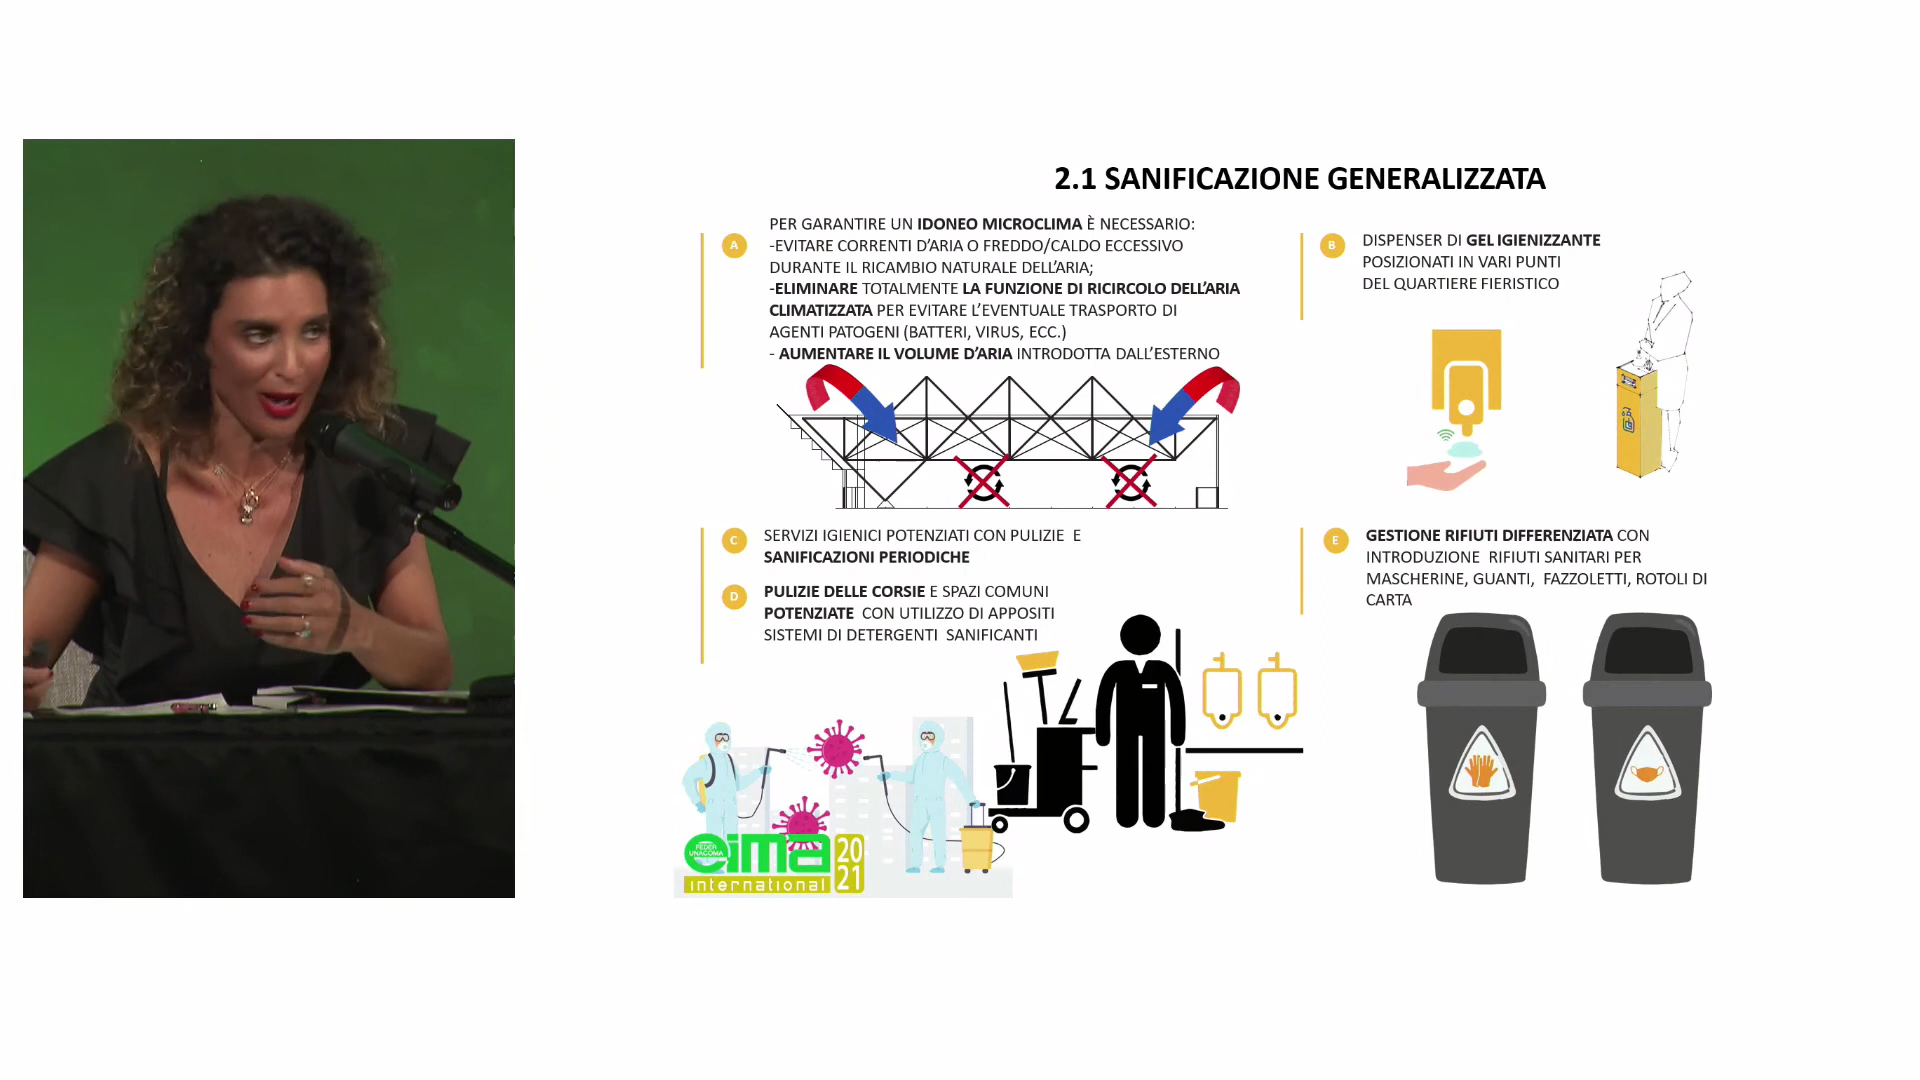 2.1 SANIFICAZIONE GENERALIZZATA
A
PER GARANTIRE UN IDONEO MICROCLIMA È NECESSARIO:
-EVITARE CORRENTI D'ARIA O FREDDO/CALDO ECCESSIVO
DURANTE IL RICAMBIO NATURALE DELL'ARIA;
-ELIMINARE TOTALMENTE LA FUNZIONE DI RICIRCOLO DELL'ARIA
CLIMATIZZATA PER EVITARE L'EVENTUALE TRASPORTO DI
AGENTI PATOGENI (BATTERI, VIRUS, ECC.)
- AUMENTARE IL VOLUME D'ARIA INTRODOTTA DALL'ESTERNO
B
DISPENSER DI GEL IGIENIZZANTE
POSIZIONATI IN VARI PUNTI
DEL QUARTIERE FIERISTICO
C
SERVIZI IGIENICI POTENZIATI CON PULIZIE E
SANIFICAZIONI PERIODICHE
D
PULIZIE DELLE CORSIE E SPAZI COMUNI
POTENZIATE CON UTILIZZO DI APPOSITI
SISTEMI DI DETERGENTI SANIFICANTI
E
GESTIONE RIFIUTI DIFFERENZIATA CON
INTRODUZIONE RIFIUTI SANITARI PER
MASCHERINE, GUANTI, FAZZOLETTI, ROTOLI DI
CARTA
FEDER
UNACOMA
eima
international
20
21